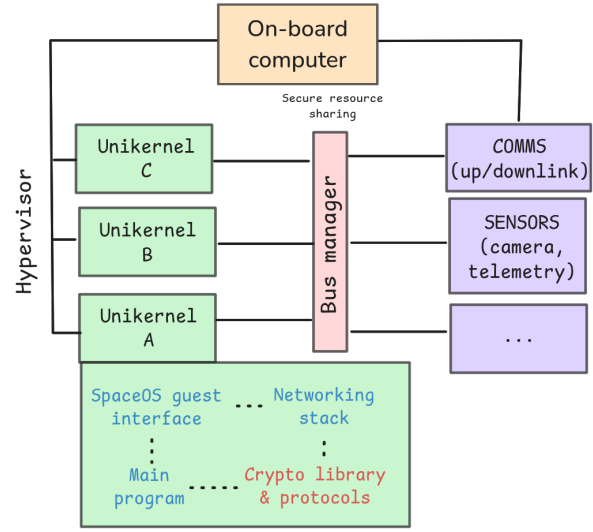 On-board
computer
Secure resource
sharing
Hypervisor
Unikernel
C
Unikernel
B
Unikernel
A
Bus manager
COMMS
(up/downlink)
SENSORS
(camera,
telemetry)
...
SpaceOS guest
interface
Networking
stack
Main
program
Crypto library
& protocols